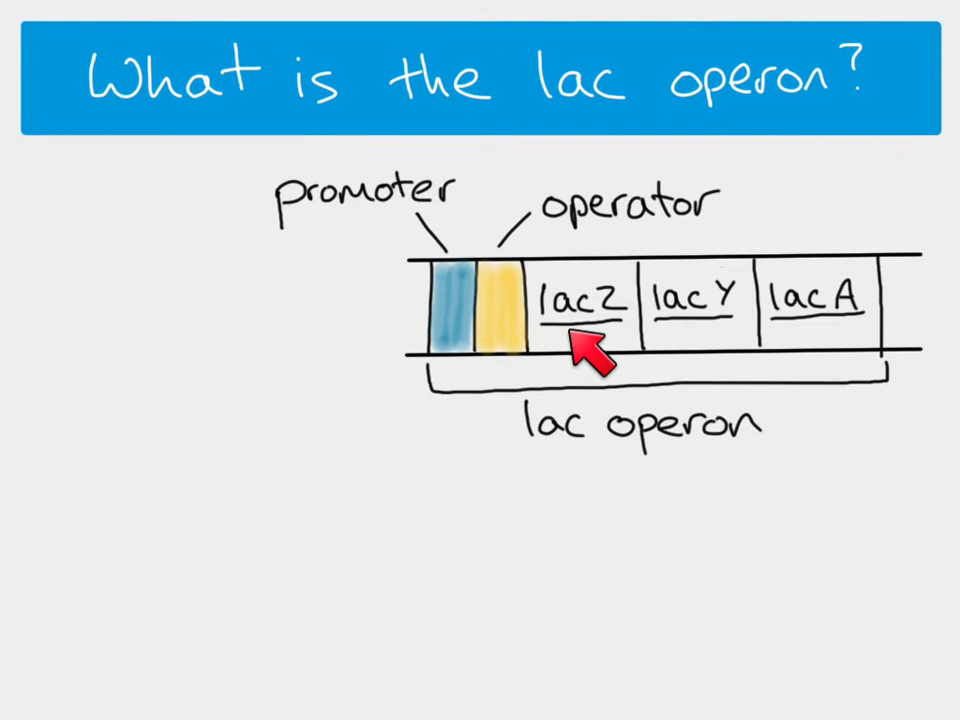 What is the lac operon?
promoter
operator
lacZ lacY lacA
lac operon